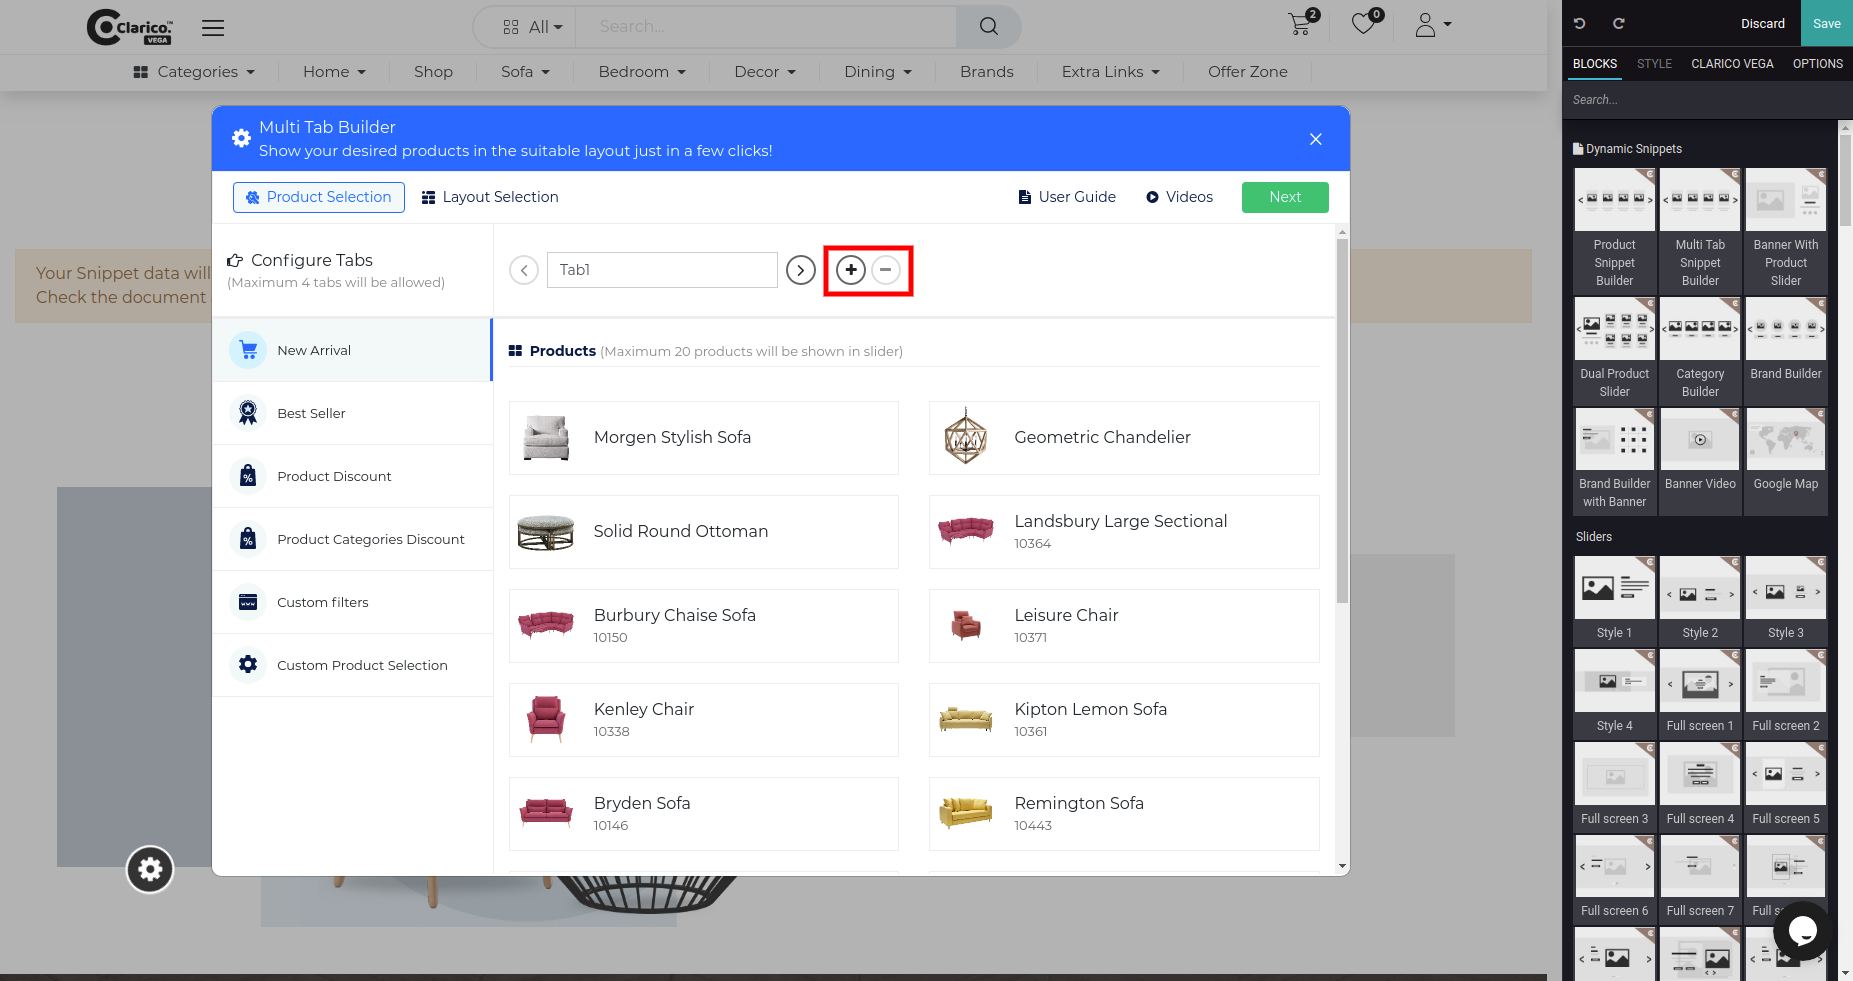 Clarico.
VEGA
All
Search...
2
0
Categories
Home
Shop
Sofa
Bedroom
Decor
Dining
Brands
Extra Links
Offer Zone
Your Snippet data will
Check the document
Multi Tab Builder
Show your desired products in the suitable layout just in a few clicks!
Product Selection
Layout Selection
User Guide
Videos
Next
Configure Tabs
(Maximum 4 tabs will be allowed)
Tab1
New Arrival
Best Seller
Product Discount
Product Categories Discount
Custom filters
Custom Product Selection
Products (Maximum 20 products will be shown in slider)
Morgen Stylish Sofa
Geometric Chandelier
Solid Round Ottoman
Landsbury Large Sectional
10364
Burbury Chaise Sofa
10150
Leisure Chair
10371
Kenley Chair
10338
Kipton Lemon Sofa
10361
Bryden Sofa
10146
Remington Sofa
10443
Discard
Save
BLOCKS
STYLE
CLARICO VEGA
OPTIONS
Search...
Dynamic Snippets
Product
Snippet
Builder
Multi Tab
Snippet
Builder
Banner With
Product
Slider
Dual Product
Slider
Category
Builder
Brand Builder
Brand Builder
with Banner
Banner Video
Google Map
Sliders
Style 1
Style 2
Style 3
Style 4
Full screen 1
Full screen 2
Full screen 3
Full screen 4
Full screen 5
Full screen 6
Full screen 7
Full